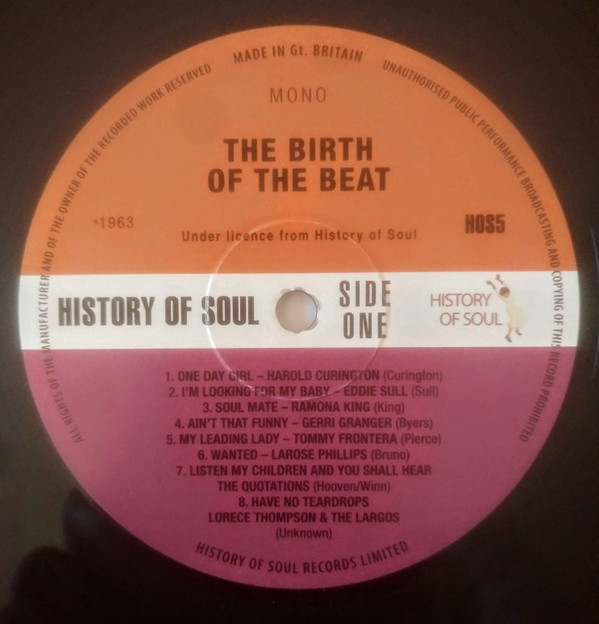 MADE IN Gt. BRITAIN
UNAUTHORISED PUBLIC PERFORMANCE BROADCASTING AND COPYING OF THIS RECORD PROHIBITED
ALL RIGHTS OF THE MANUFACTURER AND OF THE OWNER OF THE RECORDED WORK RESERVED
MONO
THE BIRTH
OF THE BEAT
℗1963
HOS5
Under licence from History of Soul
HISTORY OF SOUL
SIDE
ONE
HISTORY
OF SOUL
1. ONE DAY GIRL – HAROLD CURINGTON (Curington)
2. I'M LOOKING FOR MY BABY – EDDIE SULL (Sull)
3. SOUL MATE – RAMONA KING (King)
4. AIN'T THAT FUNNY – GERRI GRANGER (Byers)
5. MY LEADING LADY – TOMMY FRONTERA (Pierce)
6. WANTED – LAROSE PHILLIPS (Bruno)
7. LISTEN MY CHILDREN AND YOU SHALL HEAR
THE QUOTATIONS (Hooven/Winn)
8. HAVE NO TEARDROPS
LORECE THOMPSON & THE LARGOS
(Unknown)
HISTORY OF SOUL RECORDS LIMITED